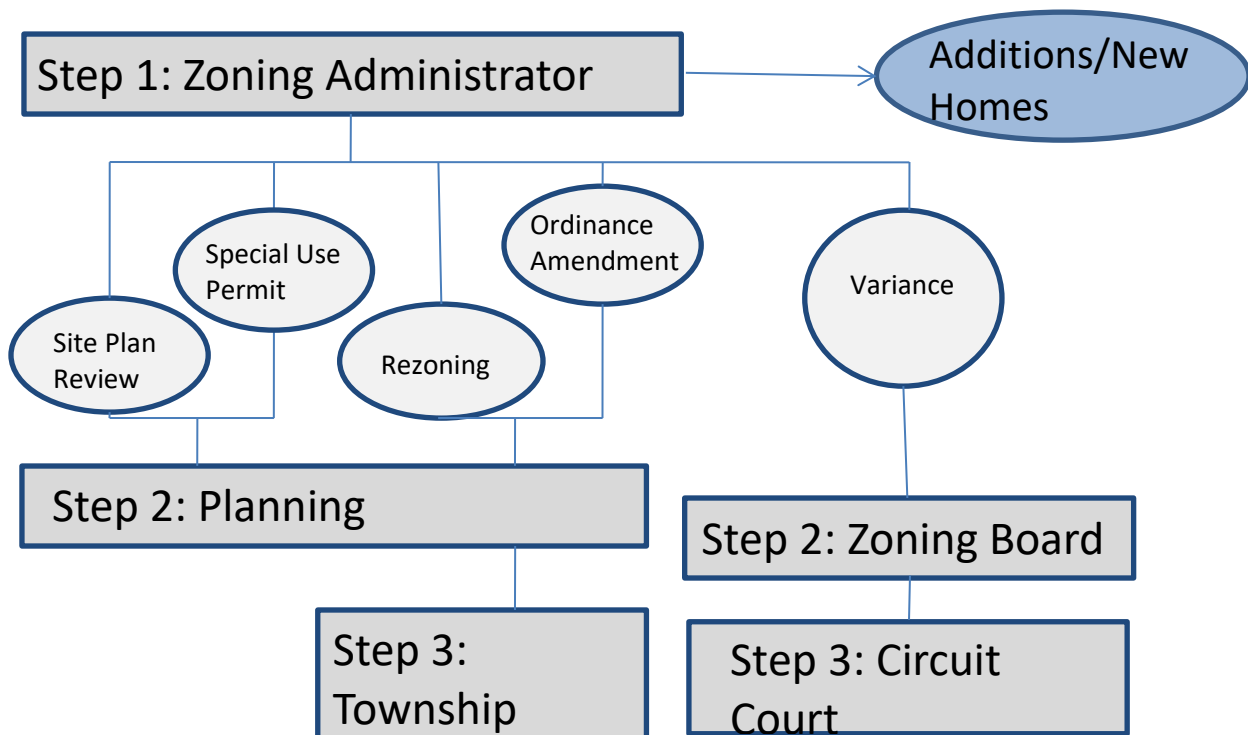 Step 1: Zoning Administrator
Additions/New
Homes
Ordinance
Amendment
Special Use
Permit
Variance
Site Plan
Review
Rezoning
Step 2: Planning
Step 2: Zoning Board
Step 3:
Township
Step 3: Circuit
Court